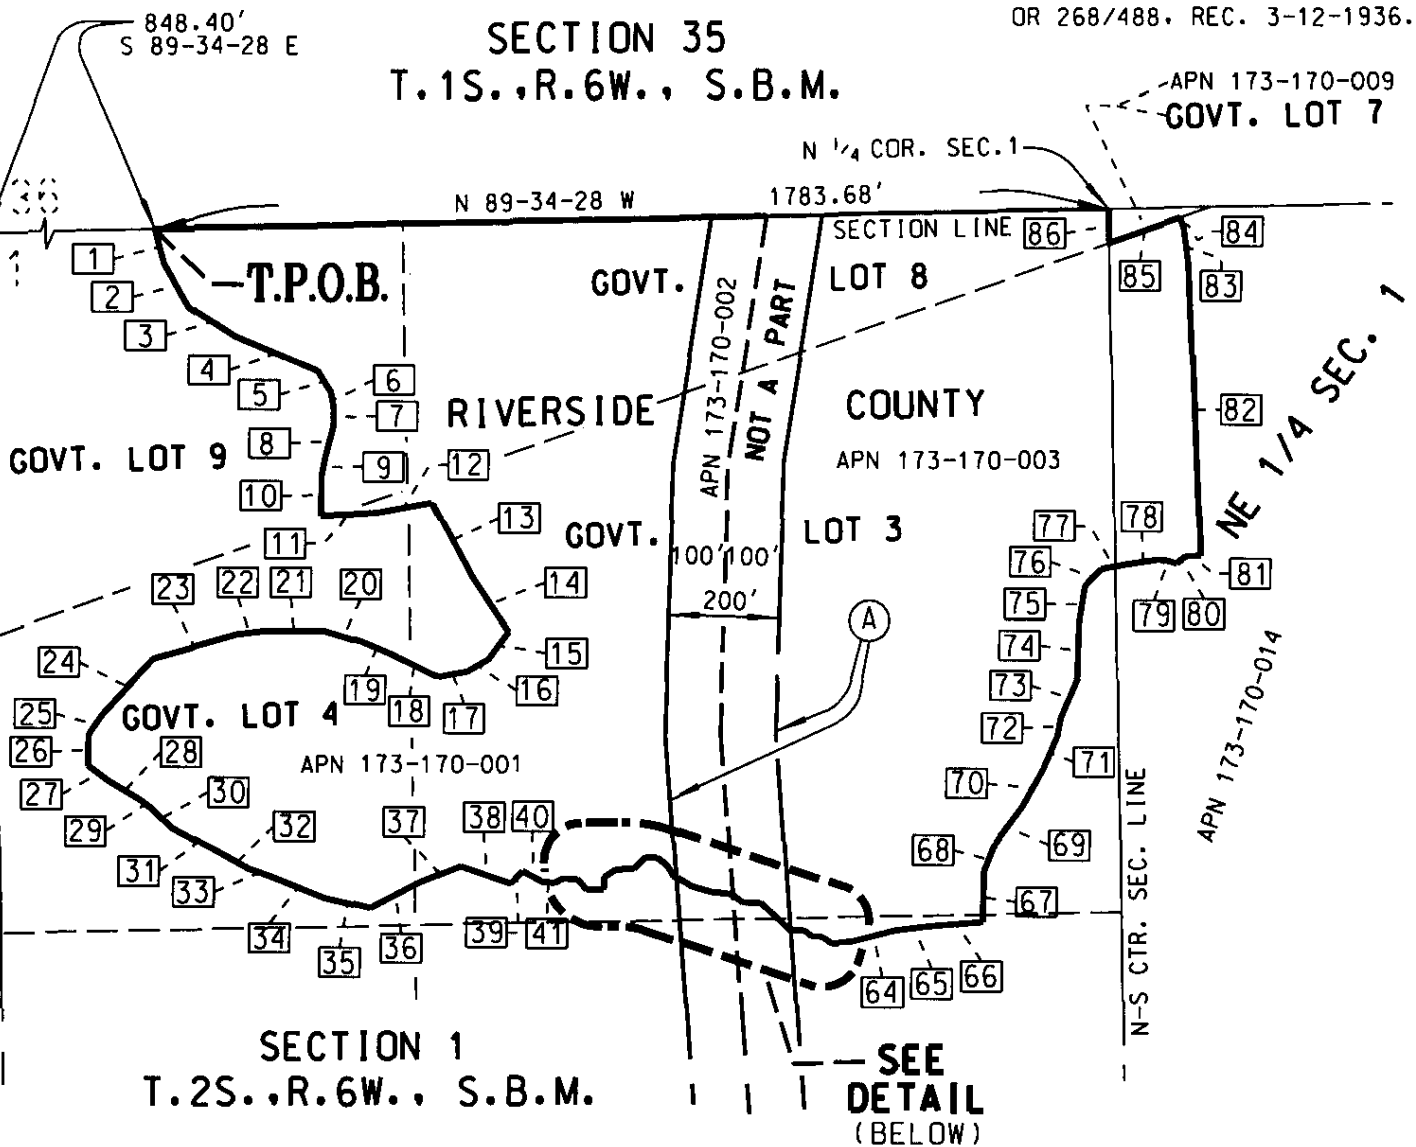 848.40'
S 89-34-28 E
SECTION 35
T.1S.,R.6W., S.B.M.
OR 268/488, REC. 3-12-1936.
APN 173-170-009
GOVT. LOT 7
N 1/4 COR. SEC.1
36
1
N 89-34-28 W
1783.68'
SECTION LINE
86
84
85
83
1
T.P.O.B.
2
3
4
5
6
7
8
9
10
11
12
13
14
15
16
17
18
19
20
21
22
23
24
25
26
27
28
29
30
31
32
33
34
35
36
37
38
39
40
41
GOVT. LOT 8
APN 173-170-002
NOT A PART
RIVERSIDE COUNTY
APN 173-170-003
GOVT. LOT 9
82
NE 1/4 SEC. 1
GOVT. LOT 3
100' 100'
200'
A
77
78
76
81
75
79
80
74
73
72
71
70
69
68
67
66
65
64
GOVT. LOT 4
APN 173-170-001
APN 173-170-014
N-S CTR. SEC. LINE
SECTION 1
T.2S.,R.6W., S.B.M.
SEE
DETAIL
(BELOW)